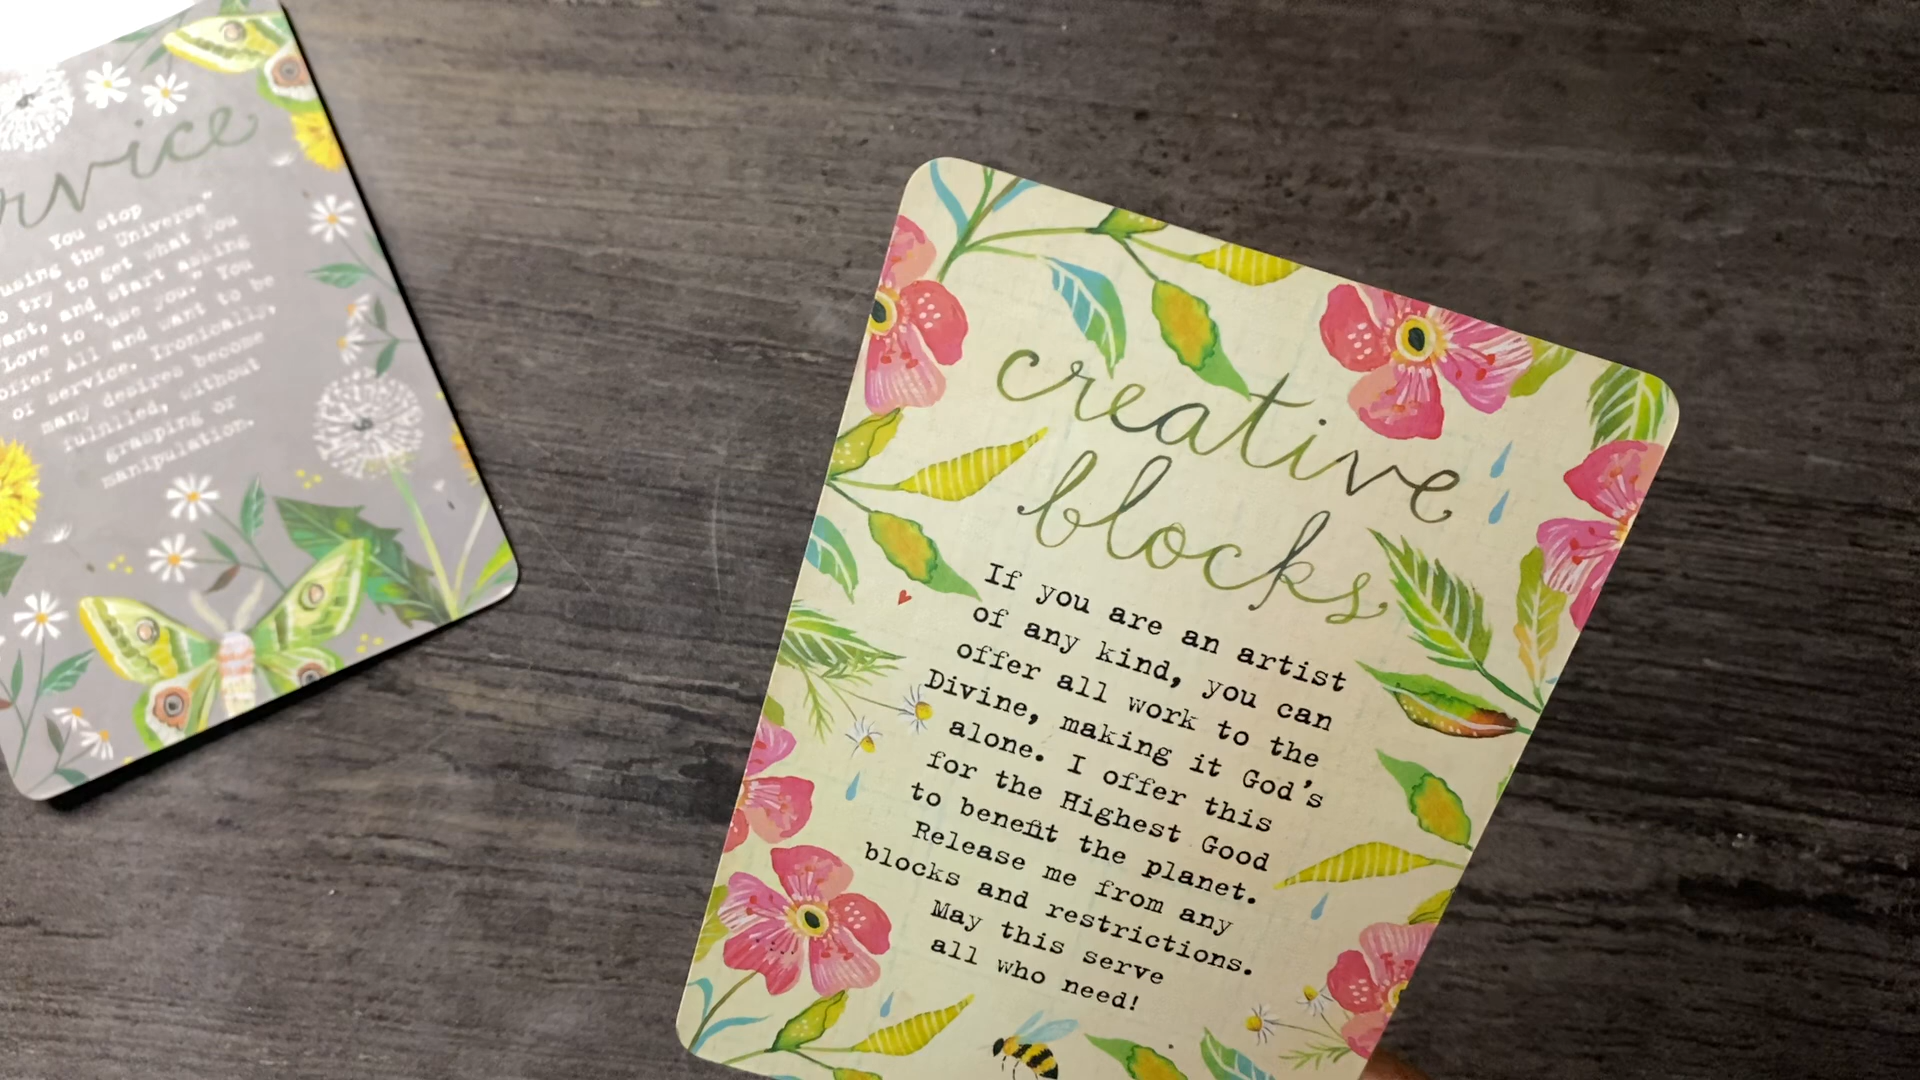 rvice
You stop
using the Universe"
to try to get what you
want, and start asking
Love to "use you." You
offer All and want to be
of service. Ironically,
many desires become
fulfilled, without
grasping or
manipulation.
creative
blocks
If you are an artist
of any kind, you can
offer all work to the
Divine, making it God's
alone. I offer this
for the Highest Good
to benefit the planet.
Release me from any
blocks and restrictions.
May this serve
all who need!